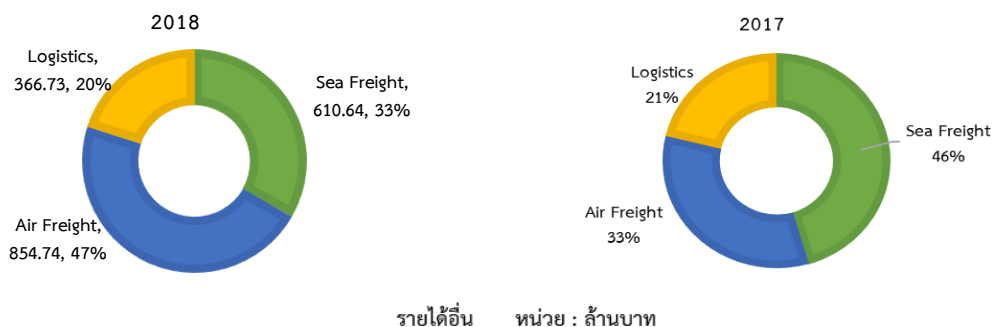 2018
Logistics,
366.73, 20%
Sea Freight,
610.64, 33%
Air Freight,
854.74, 47%
2017
Logistics
21%
Sea Freight
46%
Air Freight
33%
รายได้อื่น หน่วย : ล้านบาท